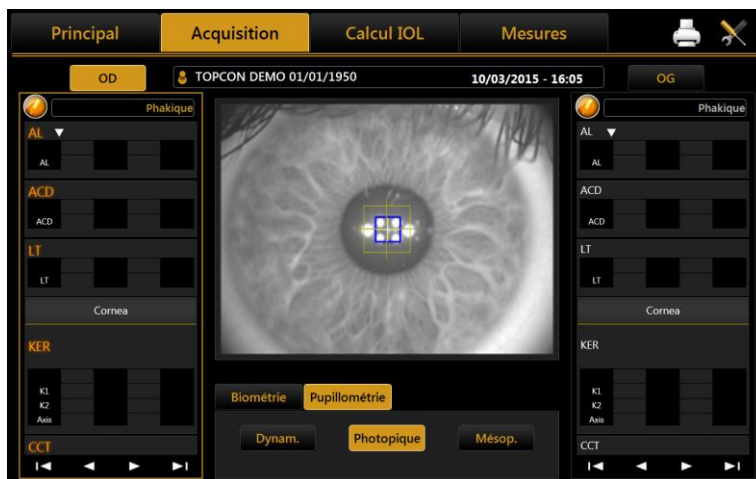 Principal Acquisition Calcul IOL Mesures
OD TOPCON DEMO 01/01/1950 10/03/2015 - 16:05 OG
Phakique
AL
AL
ACD
ACD
LT
LT
Cornea
KER
K1
K2
Axis
CCT
Biométrie Pupillométrie
Dynam. Photopique Mésop.
Phakique
AL
AL
ACD
ACD
LT
LT
Cornea
KER
K1
K2
Axis
CCT